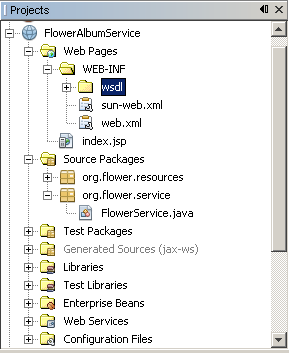 Projects
FlowerAlbumService
Web Pages
WEB-INF
wsdl
sun-web.xml
web.xml
index.jsp
Source Packages
org.flower.resources
org.flower.service
FlowerService.java
Test Packages
Generated Sources (jax-ws)
Libraries
Test Libraries
Enterprise Beans
Web Services
Configuration Files